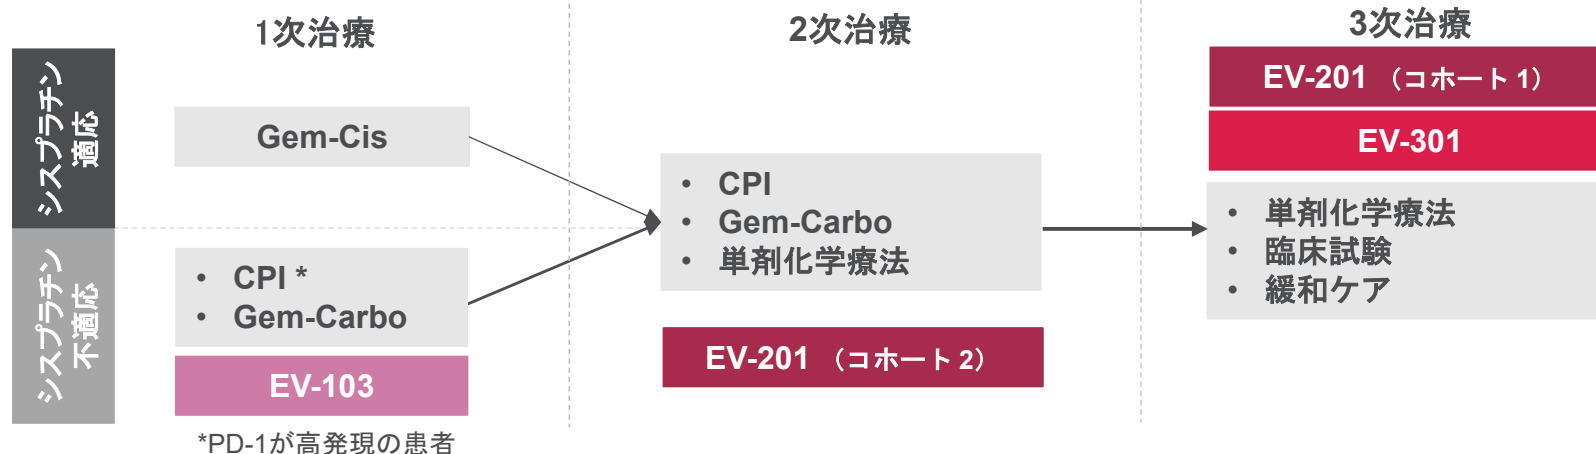 1次治療
2次治療
3次治療
シスプラチン
適応
Gem-Cis
シスプラチン
不適応
• CPI *
• Gem-Carbo
EV-103
*PD-1が高発現の患者
• CPI
• Gem-Carbo
• 単剤化学療法
EV-201 （コホート 2）
EV-201 （コホート 1）
EV-301
• 単剤化学療法
• 臨床試験
• 緩和ケア